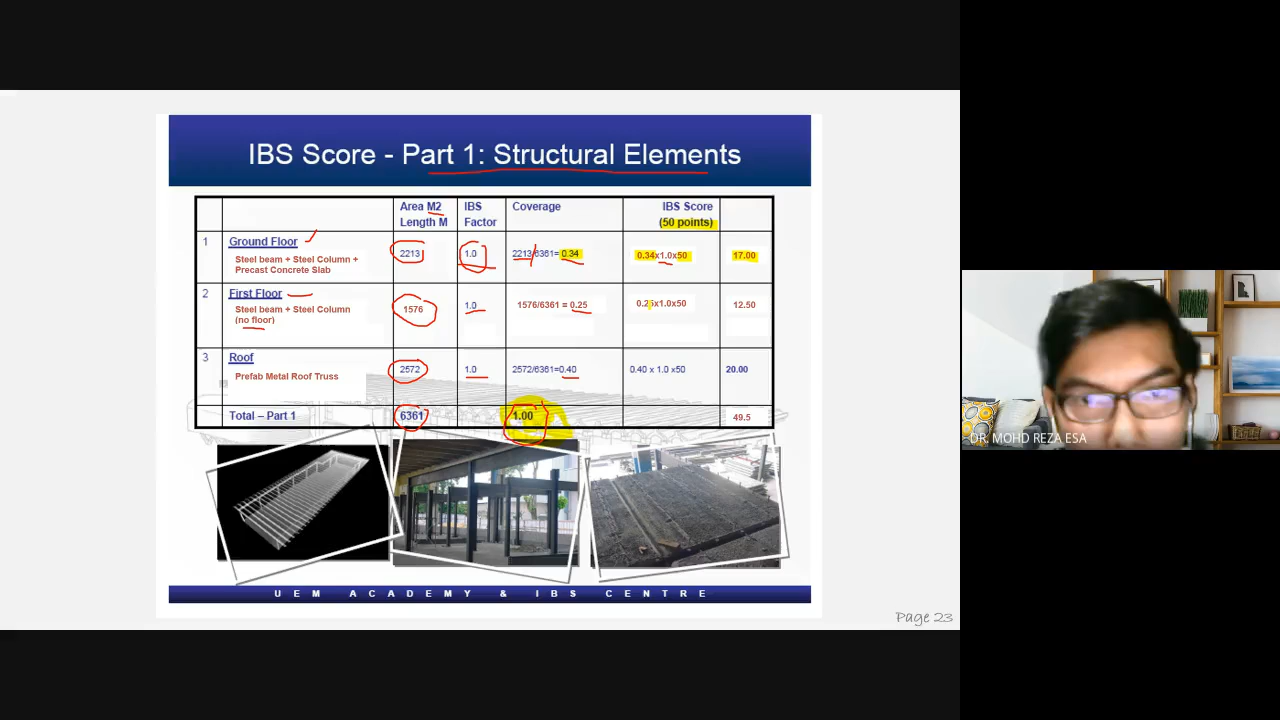 IBS Score - Part 1: Structural Elements
Area M2 IBS Coverage IBS Score
Length M Factor (50 points)
1 Ground Floor 2213 1.0 2213/6361= 0.34 0.34x1.0x50 17.00
Steel beam + Steel Column +
Precast Concrete Slab
2 First Floor 1576 1.0 1576/6361 = 0.25 0.25x1.0x50 12.50
Steel beam + Steel Column
(no floor)
3 Roof 2572 1.0 2572/6361=0.40 0.40 x 1.0 x50 20.00
Prefab Metal Roof Truss
Total – Part 1 6361 1.00 49.5
UEM ACADEMY & IBS CENTRE
Page 23
DR. MOHD REZA ESA